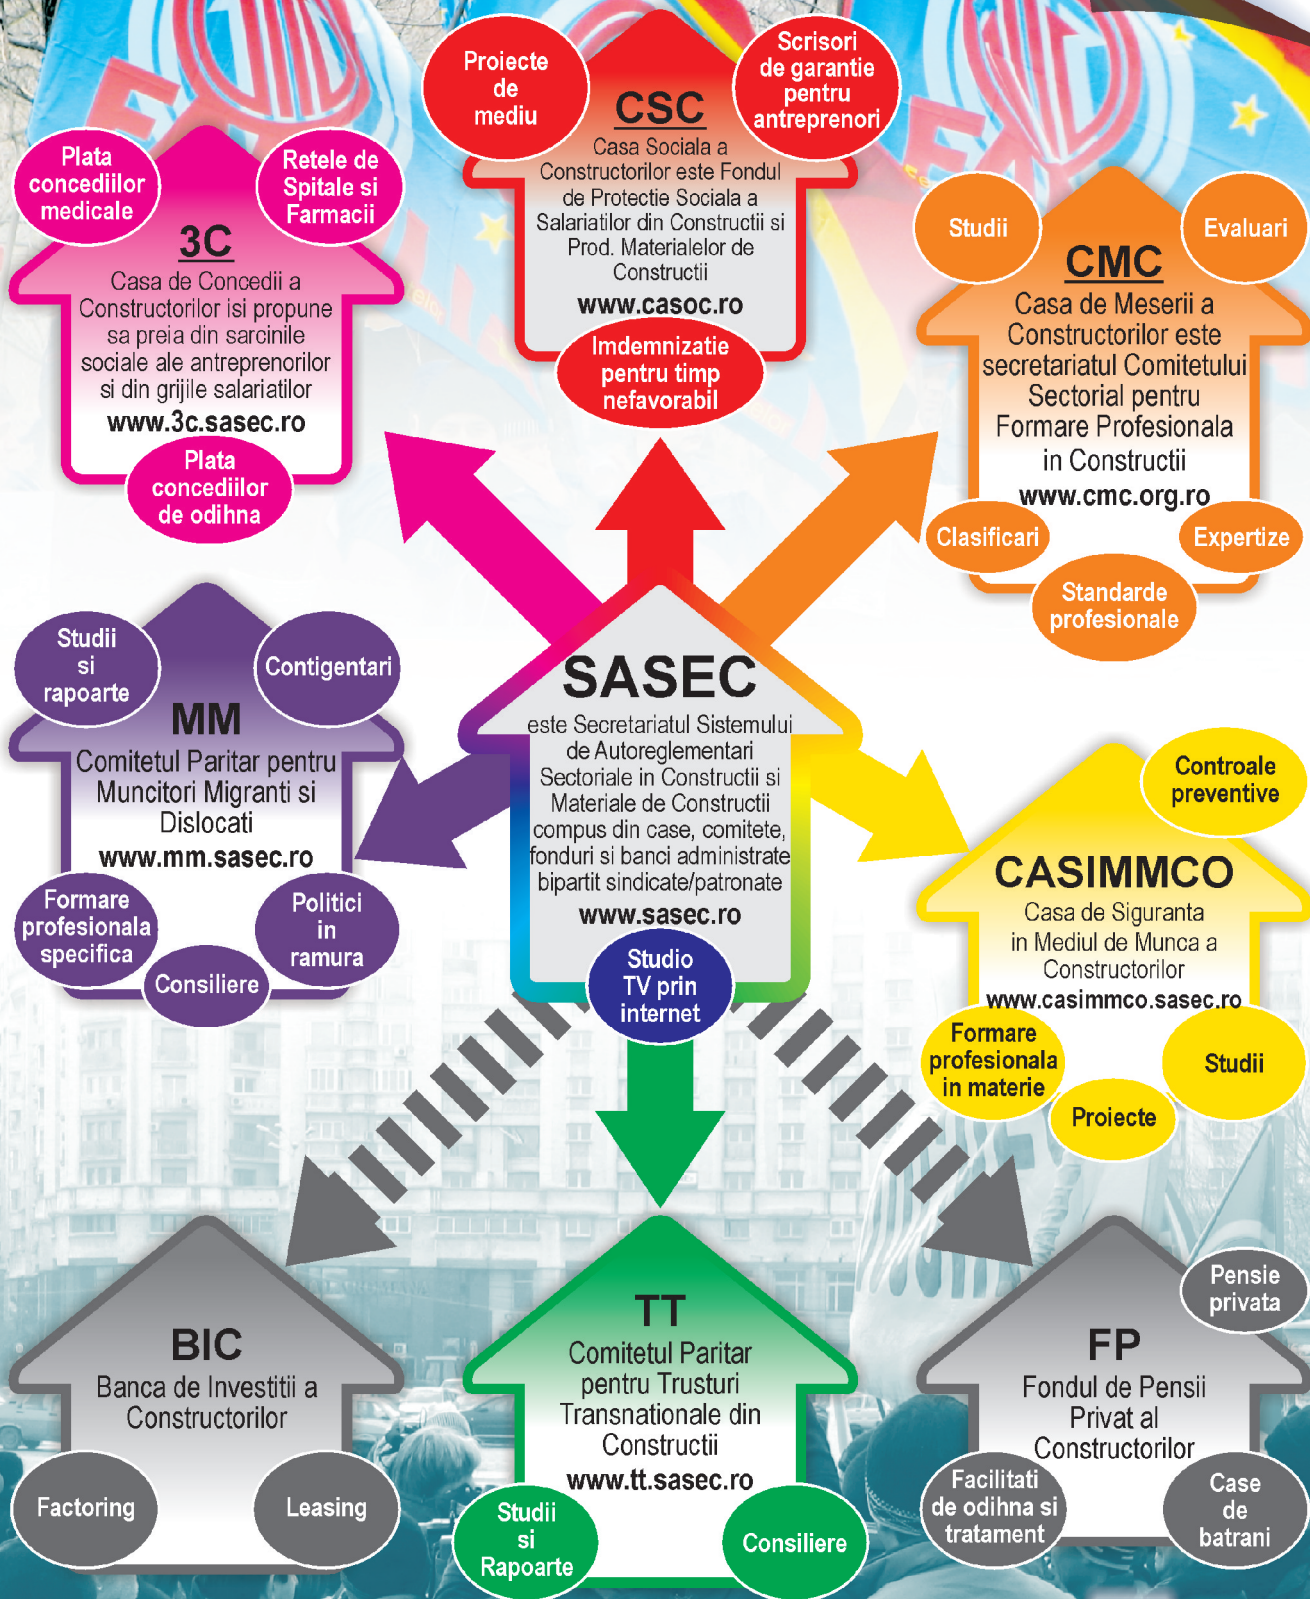 Proiecte
de
mediu
Scrisori
de garantie
pentru
antreprenori
CSC
Casa Sociala a
Constructorilor este Fondul
de Protectie Sociala a
Salariatilor din Constructii si
Prod. Materialelor de
Constructii
www.casoc.ro
Imdemnizatie
pentru timp
nefavorabil
Plata
concediilor
medicale
Retele de
Spitale si
Farmacii
3C
Casa de Concedii a
Constructorilor isi propune
sa preia din sarcinile
sociale ale antreprenorilor
si din grijile salariatilor
www.3c.sasec.ro
Plata
concediilor
de odihna
Studii
Evaluari
CMC
Casa de Meserii a
Constructorilor este
secretariatul Comitetului
Sectorial pentru
Formare Profesionala
in Constructii
www.cmc.org.ro
Clasificari
Expertize
Standarde
profesionale
Studii
si
rapoarte
Contigentari
MM
Comitetul Paritar pentru
Muncitori Migranti si
Dislocati
www.mm.sasec.ro
Formare
profesionala
specifica
Consiliere
Politici
in
ramura
SASEC
este Secretariatul Sistemului
de Autoreglementari
Sectoriale in Constructii si
Materiale de Constructii
compus din case, comitete,
fonduri si banci administrate
bipartit sindicate/patronate
www.sasec.ro
Studio
TV prin
internet
Controale
preventive
CASIMMCO
Casa de Siguranta
in Mediul de Munca a
Constructorilor
www.casimmco.sasec.ro
Formare
profesionala
in materie
Proiecte
Studii
BIC
Banca de Investitii a
Constructorilor
Factoring
Leasing
TT
Comitetul Paritar
pentru Trusturi
Transnationale din
Constructii
www.tt.sasec.ro
Studii
si
Rapoarte
Consiliere
Pensie
privata
FP
Fondul de Pensii
Privat al
Constructorilor
Facilitati
de odihna si
tratament
Case
de
batrani